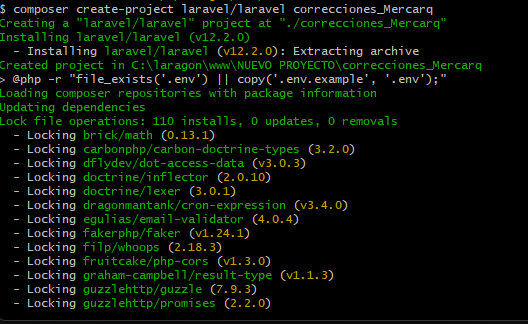 $ composer create-project laravel/laravel correcciones_Mercarq
Creating a "laravel/laravel" project at "./correcciones_Mercarq"
Installing laravel/laravel (v12.2.0)
  - Installing laravel/laravel (v12.2.0): Extracting archive
Created project in C:\laragon\www\NUEVO PROYECTO\correcciones_Mercarq
> @php -r "file_exists('.env') || copy('.env.example', '.env');"
Loading composer repositories with package information
Updating dependencies
Lock file operations: 110 installs, 0 updates, 0 removals
  - Locking brick/math (0.13.1)
  - Locking carbonphp/carbon-doctrine-types (3.2.0)
  - Locking dflydev/dot-access-data (v3.0.3)
  - Locking doctrine/inflector (2.0.10)
  - Locking doctrine/lexer (3.0.1)
  - Locking dragonmantank/cron-expression (v3.4.0)
  - Locking egulias/email-validator (4.0.4)
  - Locking fakerphp/faker (v1.24.1)
  - Locking filp/whoops (2.18.3)
  - Locking fruitcake/php-cors (v1.3.0)
  - Locking graham-campbell/result-type (v1.1.3)
  - Locking guzzlehttp/guzzle (7.9.3)
  - Locking guzzlehttp/promises (2.2.0)